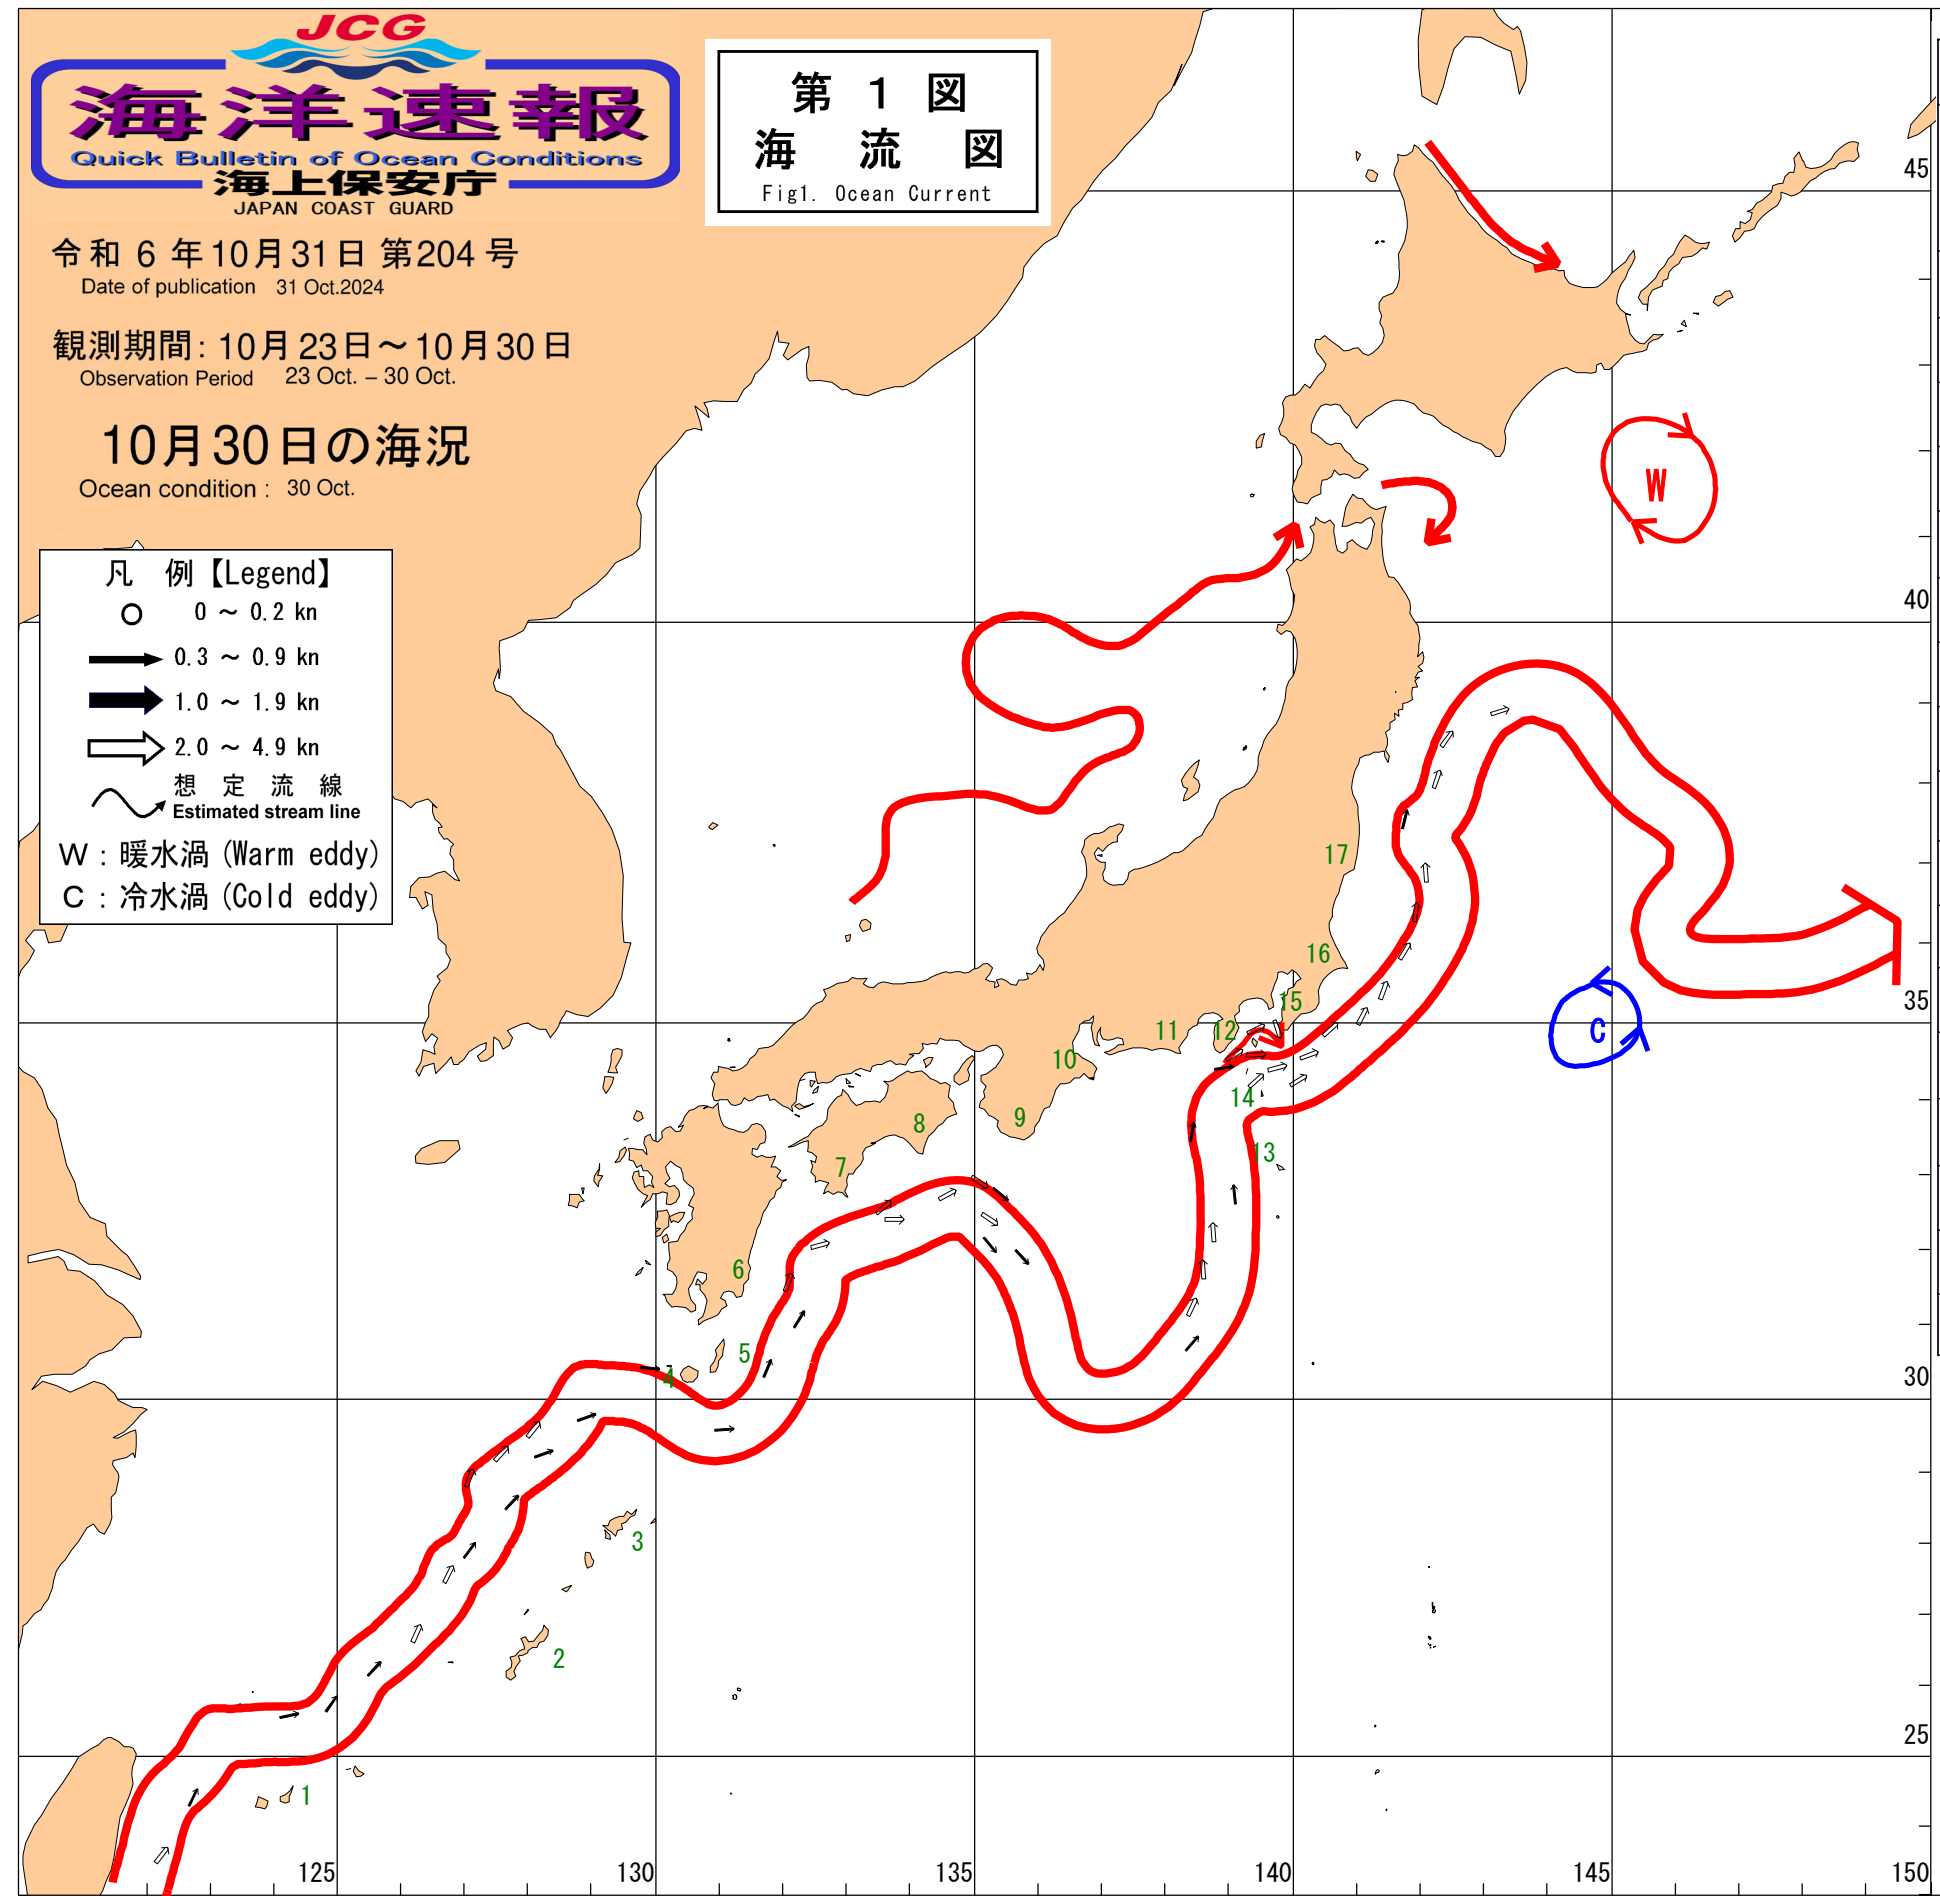 JCG
海洋速報
Quick Bulletin of Ocean Conditions
海上保安庁
JAPAN COAST GUARD
令和 6 年10月31日 第204 号
Date of publication 31 Oct.2024
観測期間: 10月23日～10月30日
Observation Period 23 Oct. – 30 Oct.
10月30日の海況
Ocean condition : 30 Oct.
第 1 図
海 流 図
Fig1. Ocean Current
凡 例【Legend】
0 ～ 0.2 kn
0.3 ～ 0.9 kn
1.0 ～ 1.9 kn
2.0 ～ 4.9 kn
想 定 流 線
Estimated stream line
W : 暖水渦 (Warm eddy)
C : 冷水渦 (Cold eddy)
45
W
40
17
16
35
15
12
11
C
10
14
9
8
13
7
6
5
4
30
3
2
25
1
125
130
135
140
145
150